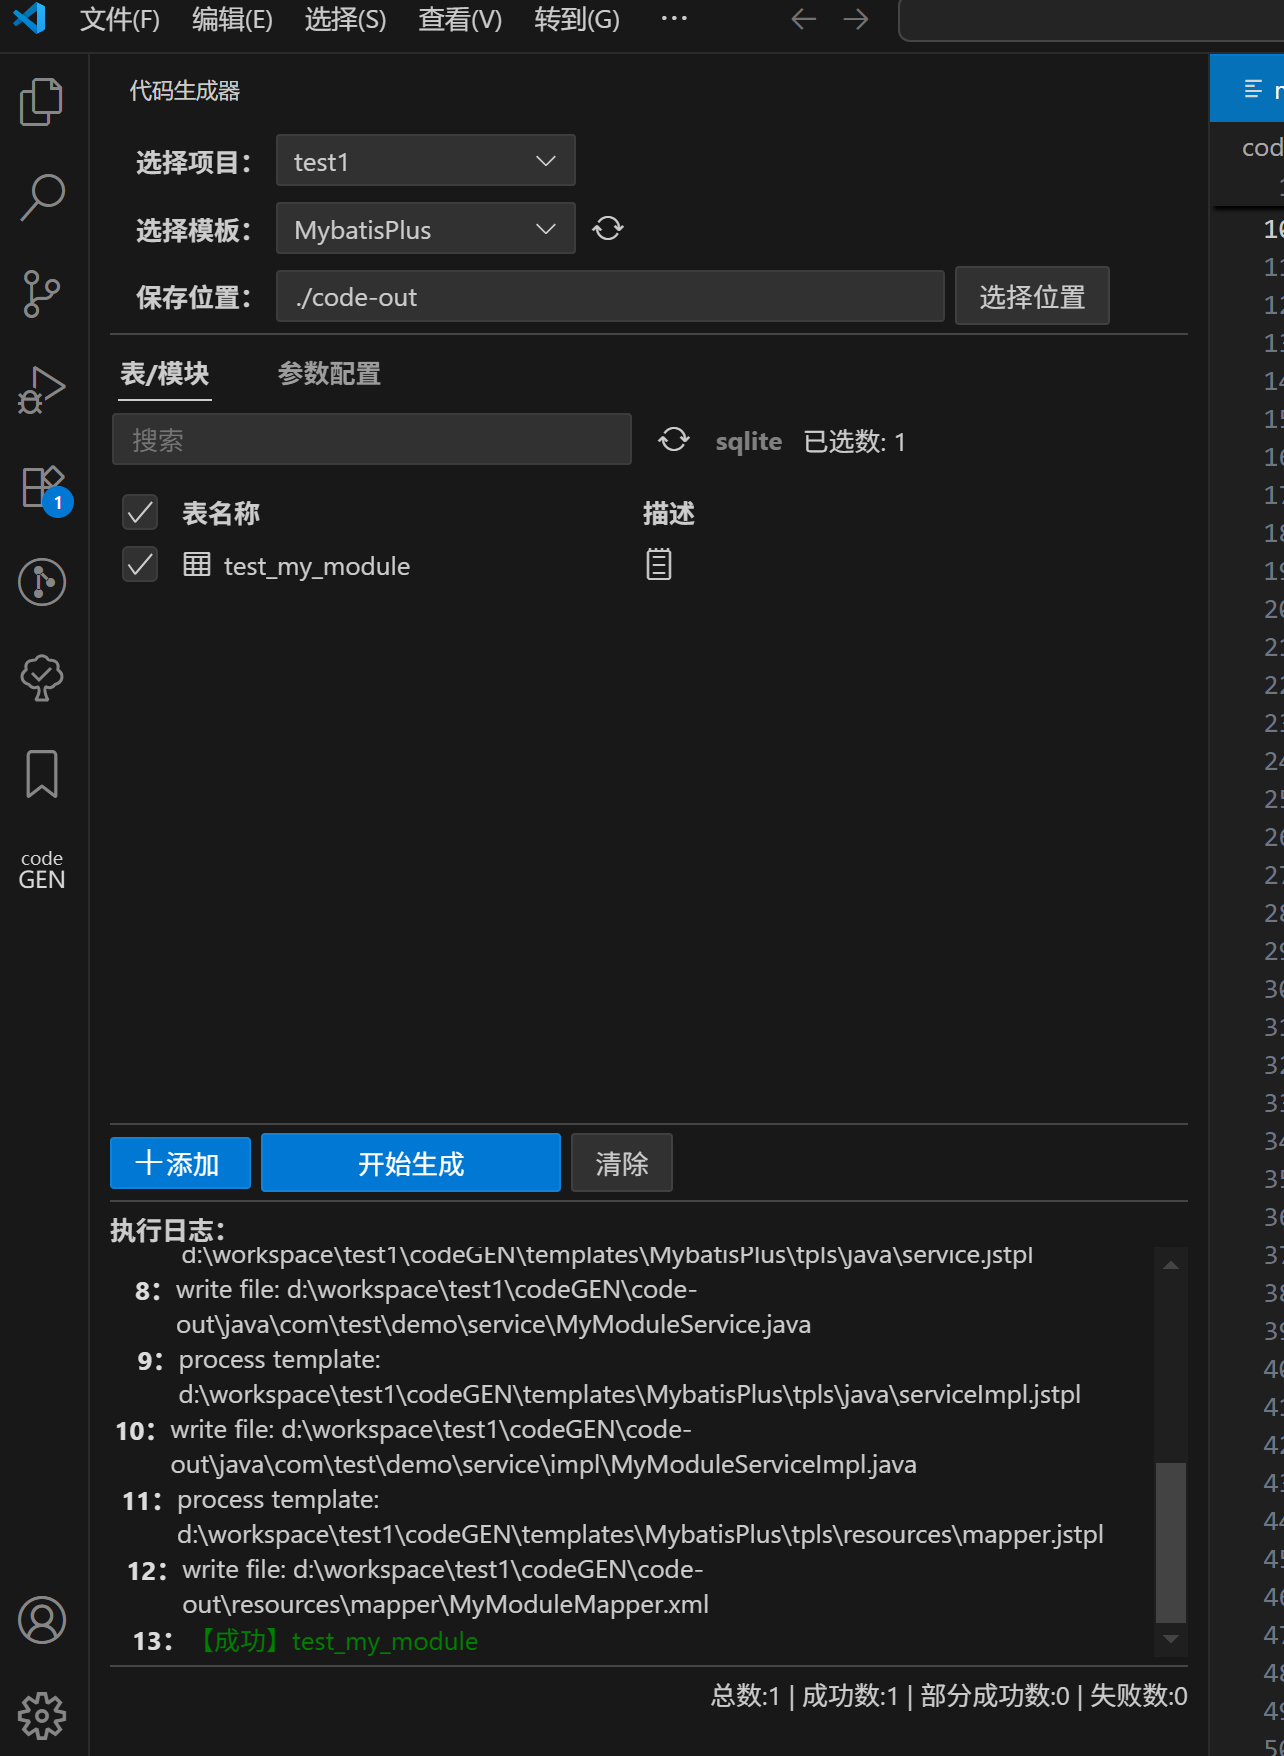 文件(F) 编辑(E) 选择(S) 查看(V) 转到(G) ···
代码生成器
选择项目： test1
选择模板： MybatisPlus
保存位置： ./code-out 选择位置
表/模块 参数配置
搜索 sqlite 已选数: 1
表名称 描述
test_my_module
1
code
GEN
添加 开始生成 清除
执行日志：
d:\workspace\test1\codeGEN\templates\MybatisPlus\tpls\java\service.jstpl
8： write file: d:\workspace\test1\codeGEN\code-
out\java\com\test\demo\service\MyModuleService.java
9： process template:
d:\workspace\test1\codeGEN\templates\MybatisPlus\tpls\java\serviceImpl.jstpl
10： write file: d:\workspace\test1\codeGEN\code-
out\java\com\test\demo\service\impl\MyModuleServiceImpl.java
11： process template:
d:\workspace\test1\codeGEN\templates\MybatisPlus\tpls\resources\mapper.jstpl
12： write file: d:\workspace\test1\codeGEN\code-
out\resources\mapper\MyModuleMapper.xml
13： 【成功】test_my_module
总数:1 | 成功数:1 | 部分成功数:0 | 失败数:0
cod
10
11
12
13
14
15
16
17
18
19
20
21
22
23
24
25
26
27
28
29
30
31
32
33
34
35
36
37
38
39
40
41
42
43
44
45
46
47
48
49
50